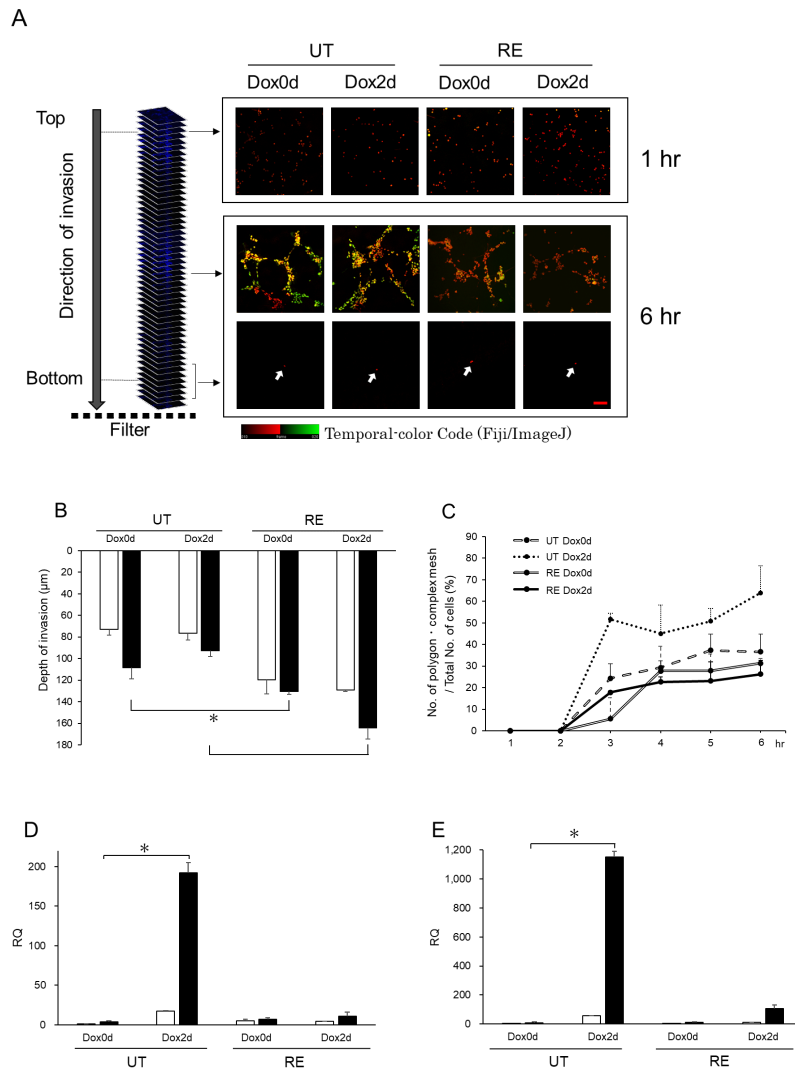 A
UT RE
Dox0d Dox2d Dox0d Dox2d
Top
1 hr
Direction of invasion
6 hr
Bottom
Filter
Temporal-color Code (Fiji/ImageJ)
B
UT RE
Dox0d Dox2d Dox0d Dox2d
Depth of invasion (μm)
0
20
40
60
80
100
120
140
160
180
*
C
No. of polygon・complex mesh
/ Total No. of cells (%)
90
80
70
60
50
40
30
20
10
0
UT Dox0d
UT Dox2d
RE Dox0d
RE Dox2d
1 2 3 4 5 6 hr
D
RQ
200
150
100
50
0
*
Dox0d Dox2d Dox0d Dox2d
UT RE
E
RQ
1,200
1,000
800
600
400
200
0
*
Dox0d Dox2d Dox0d Dox2d
UT RE